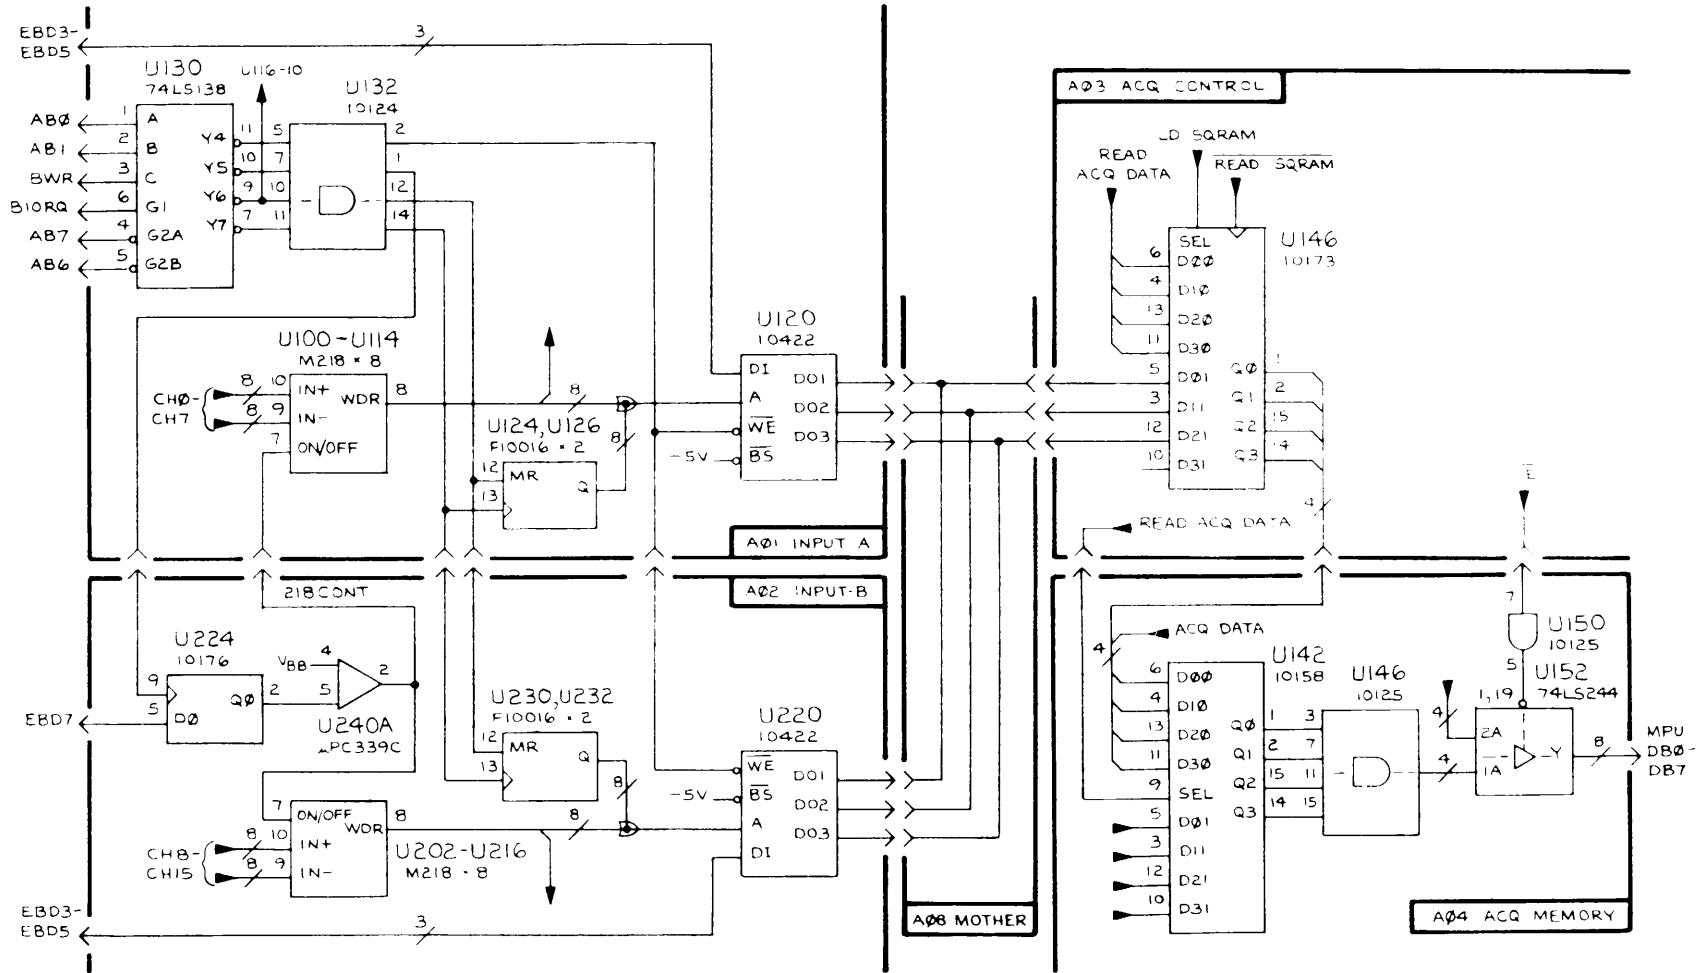 EBD3-
EBD5
3
U130
74LS138
U116-10
U132
10124
AB0
AB1
BWR
BIORQ
AB7
AB6
1
2
3
6
4
5
A
B
C
G1
G2A
G2B
Y4
Y5
Y6
Y7
11
10
9
7
5
7
10
11
2
1
12
14
U100-U114
M218 × 8
CH0-
CH7
8
8
10
9
7
IN+
IN-
ON/OFF
WDR
8
8
U124, U126
F10016 × 2
12
13
MR
Q
8
U120
10422
DI
A
WE
BS
-5V
DO1
DO2
DO3
A01 INPUT A
A02 INPUT-B
218CONT
U224
10176
9
5
D0
Q0
2
EBD7
VBB
4
5
2
U240A
µPC339C
U230, U232
F10016 × 2
12
13
MR
Q
8
U220
10422
WE
BS
A
DI
-5V
DO1
DO2
DO3
7
10
9
ON/OFF
IN+
IN-
WDR
8
8
CH8-
CH15
8
8
U202-U216
M218 × 8
EBD3-
EBD5
3
A08 MOTHER
A03 ACQ CONTROL
LD SQRAM
READ
ACQ DATA
READ SQRAM
U146
10173
SEL
D00
D10
D20
D30
D01
D11
D21
D31
6
4
13
11
5
3
12
10
Q0
Q1
Q2
Q3
1
2
15
14
4
READ ACQ DATA
E
7
U150
10125
5
ACQ DATA
4
U142
10158
6
4
13
11
9
5
3
12
10
D00
D10
D20
D30
SEL
D01
D11
D21
D31
Q0
Q1
Q2
Q3
1
2
15
14
3
7
11
15
U146
10125
4
4
1,19
U152
74LS244
2A
1A
Y
8
MPU
DB0-
DB7
A04 ACQ MEMORY